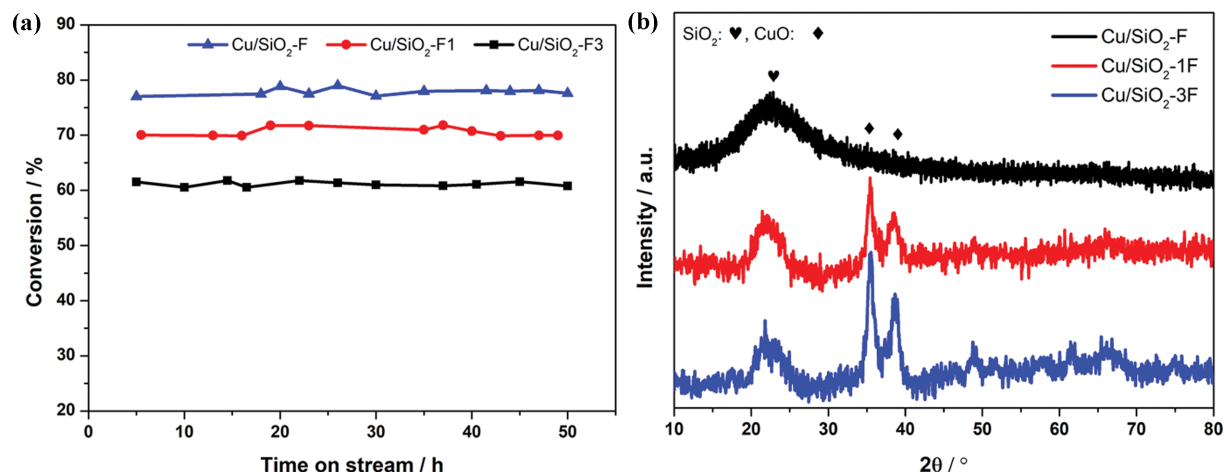 (a)
Cu/SiO₂-F Cu/SiO₂-F1 Cu/SiO₂-F3
Conversion / %
90
80
70
60
50
40
30
20
0 10 20 30 40 50
Time on stream / h
(b)
SiO₂: ♥, CuO: ♦
Cu/SiO₂-F
Cu/SiO₂-1F
Cu/SiO₂-3F
Intensity / a.u.
10 20 30 40 50 60 70 80
2θ / °